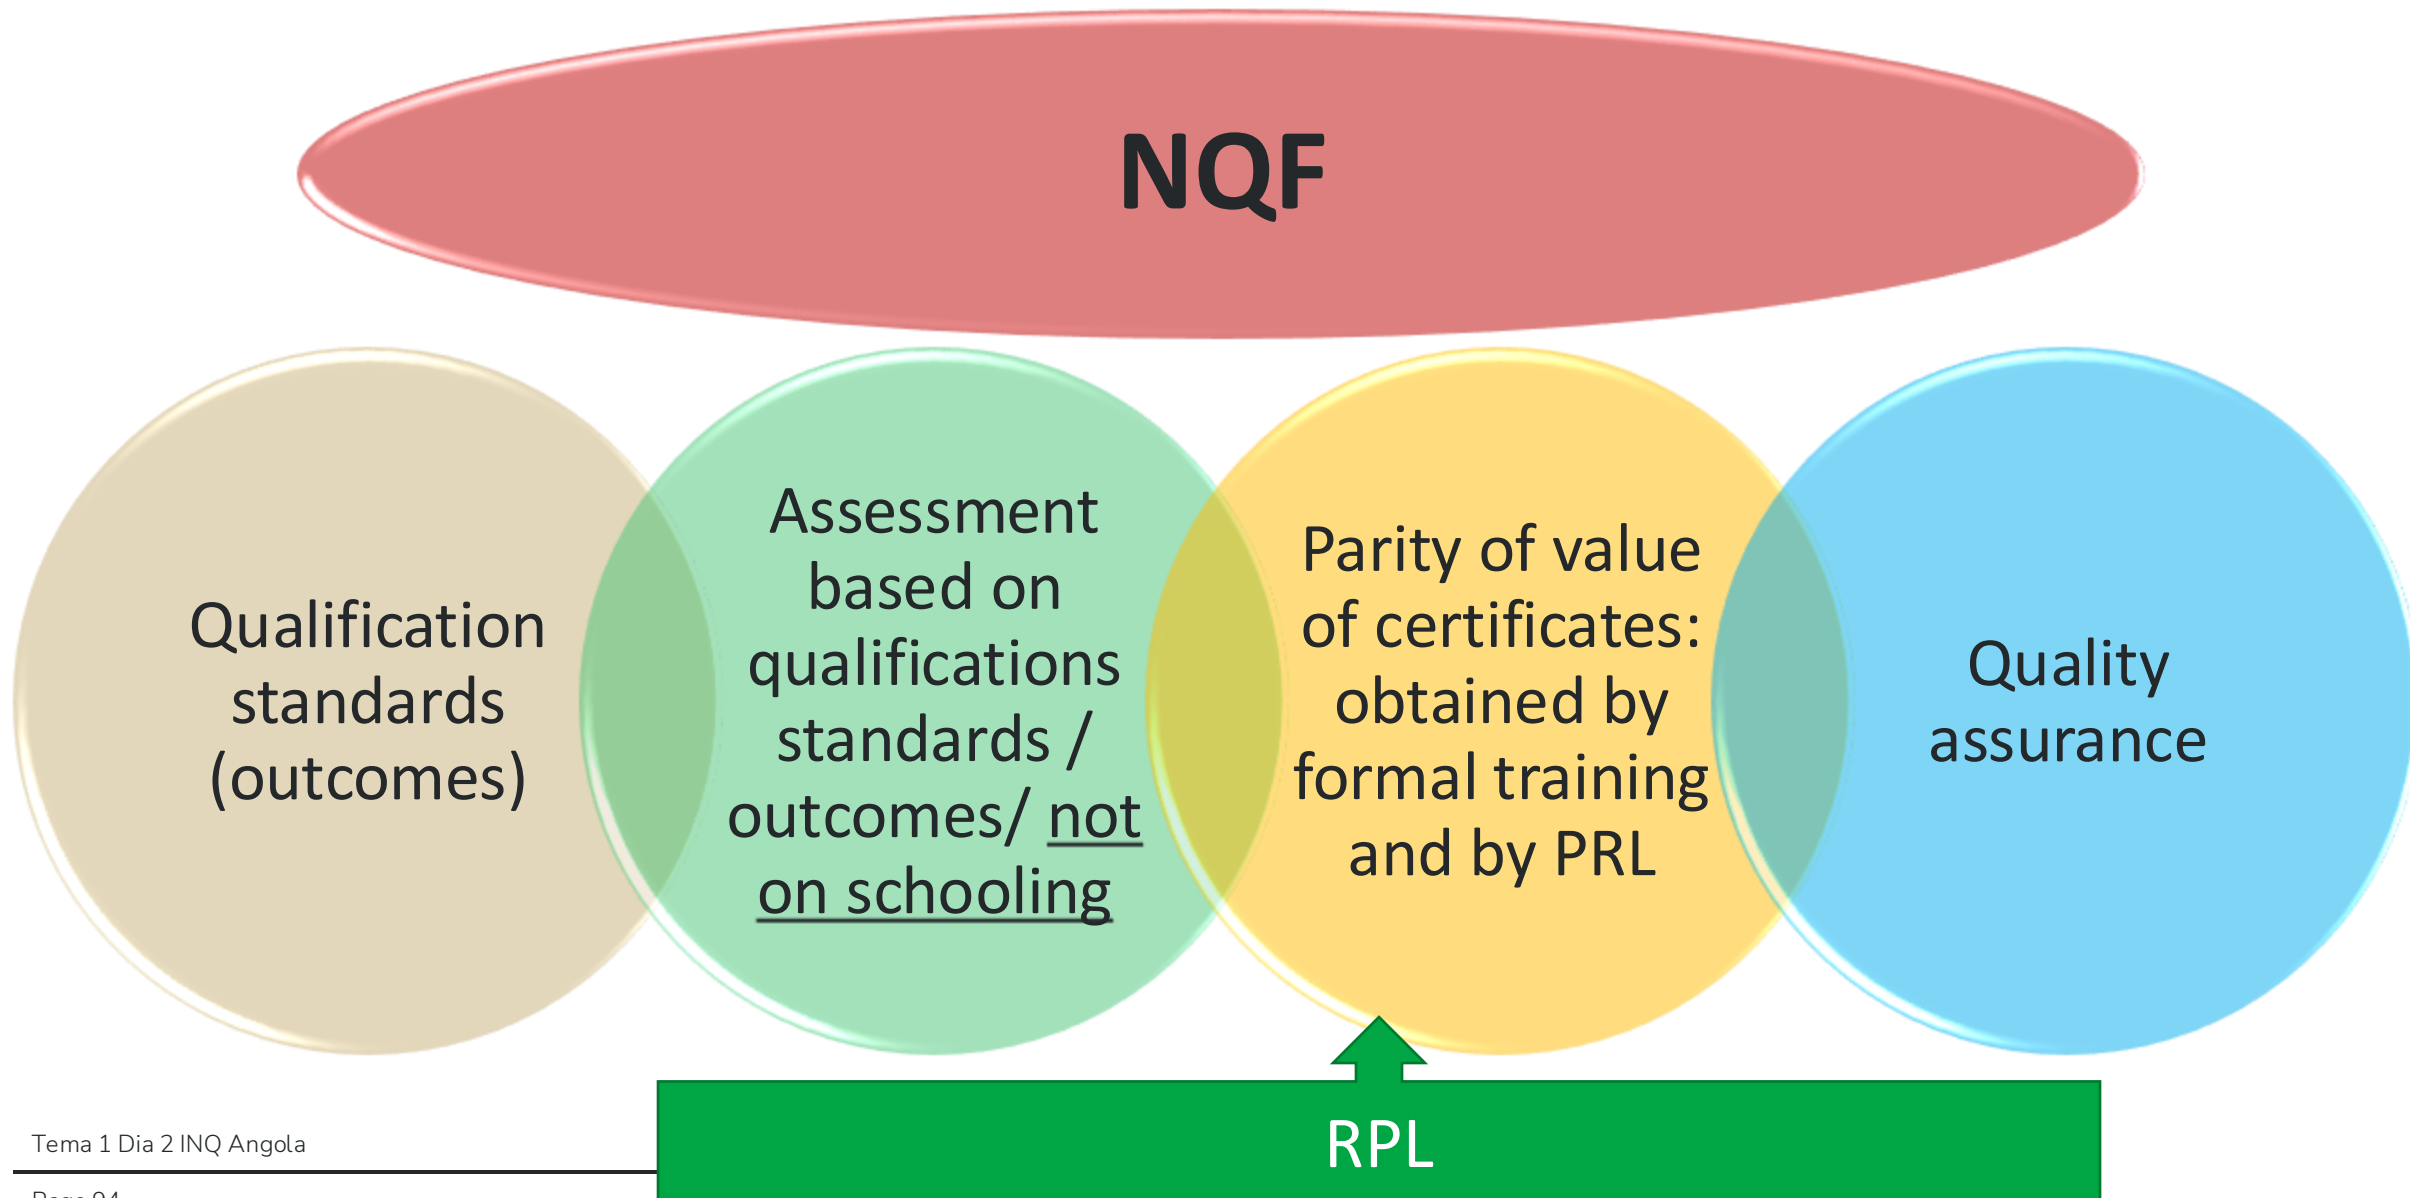 NQF
Qualification
standards
(outcomes)
Assessment
based on
qualifications
standards /
outcomes/ not
on schooling
Parity of value
of certificates:
obtained by
formal training
and by PRL
Quality
assurance
RPL
Tema 1 Dia 2 INQ Angola